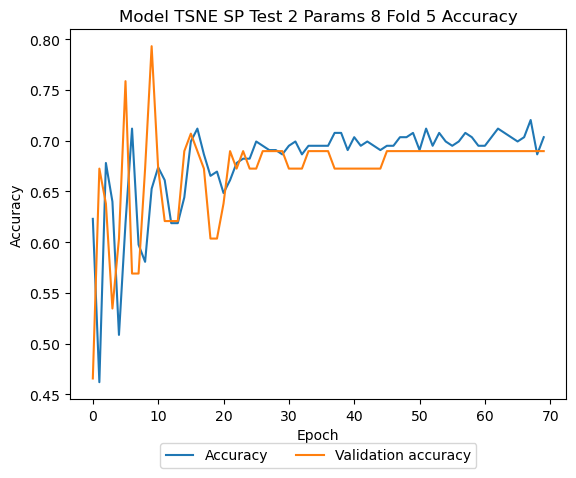 Model TSNE SP Test 2 Params 8 Fold 5 Accuracy
0.80
0.75
0.70
0.65
0.60
0.55
0.50
0.45
Accuracy
0 10 20 30 40 50 60 70
Epoch
Accuracy Validation accuracy